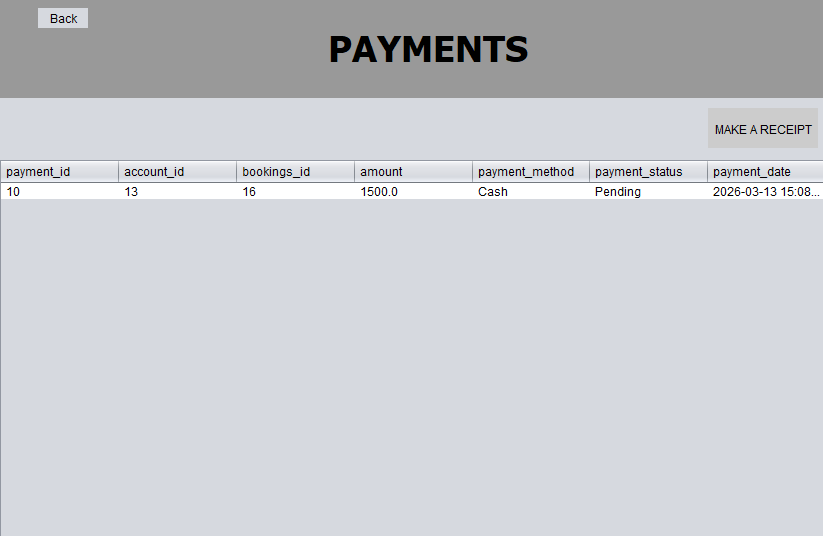 Back
PAYMENTS
MAKE A RECEIPT
payment_id account_id bookings_id amount payment_method payment_status payment_date
10 13 16 1500.0 Cash Pending 2026-03-13 15:08...